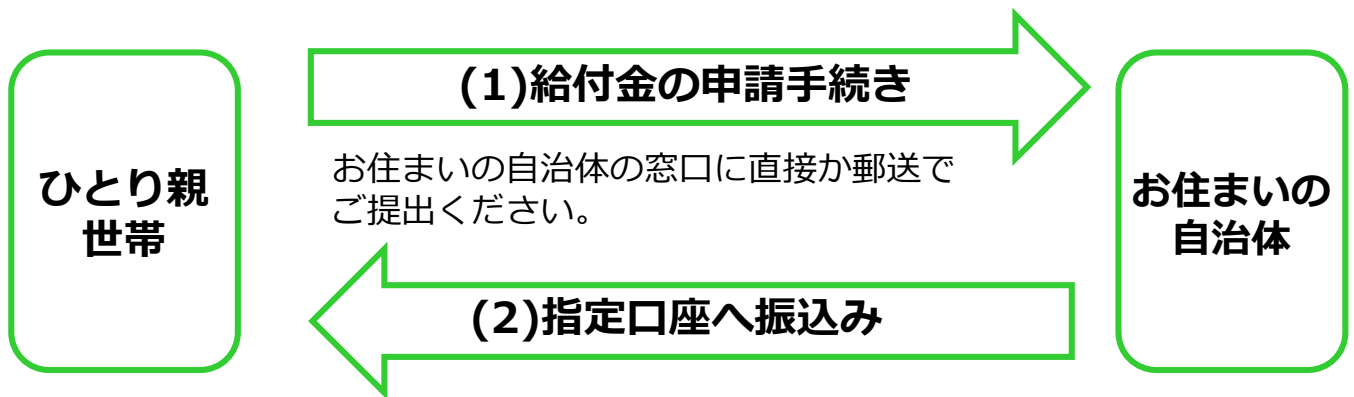 (1)給付金の申請手続き
ひとり親
世帯
お住まいの自治体の窓口に直接か郵送で
ご提出ください。
お住まいの
自治体
(2)指定口座へ振込み